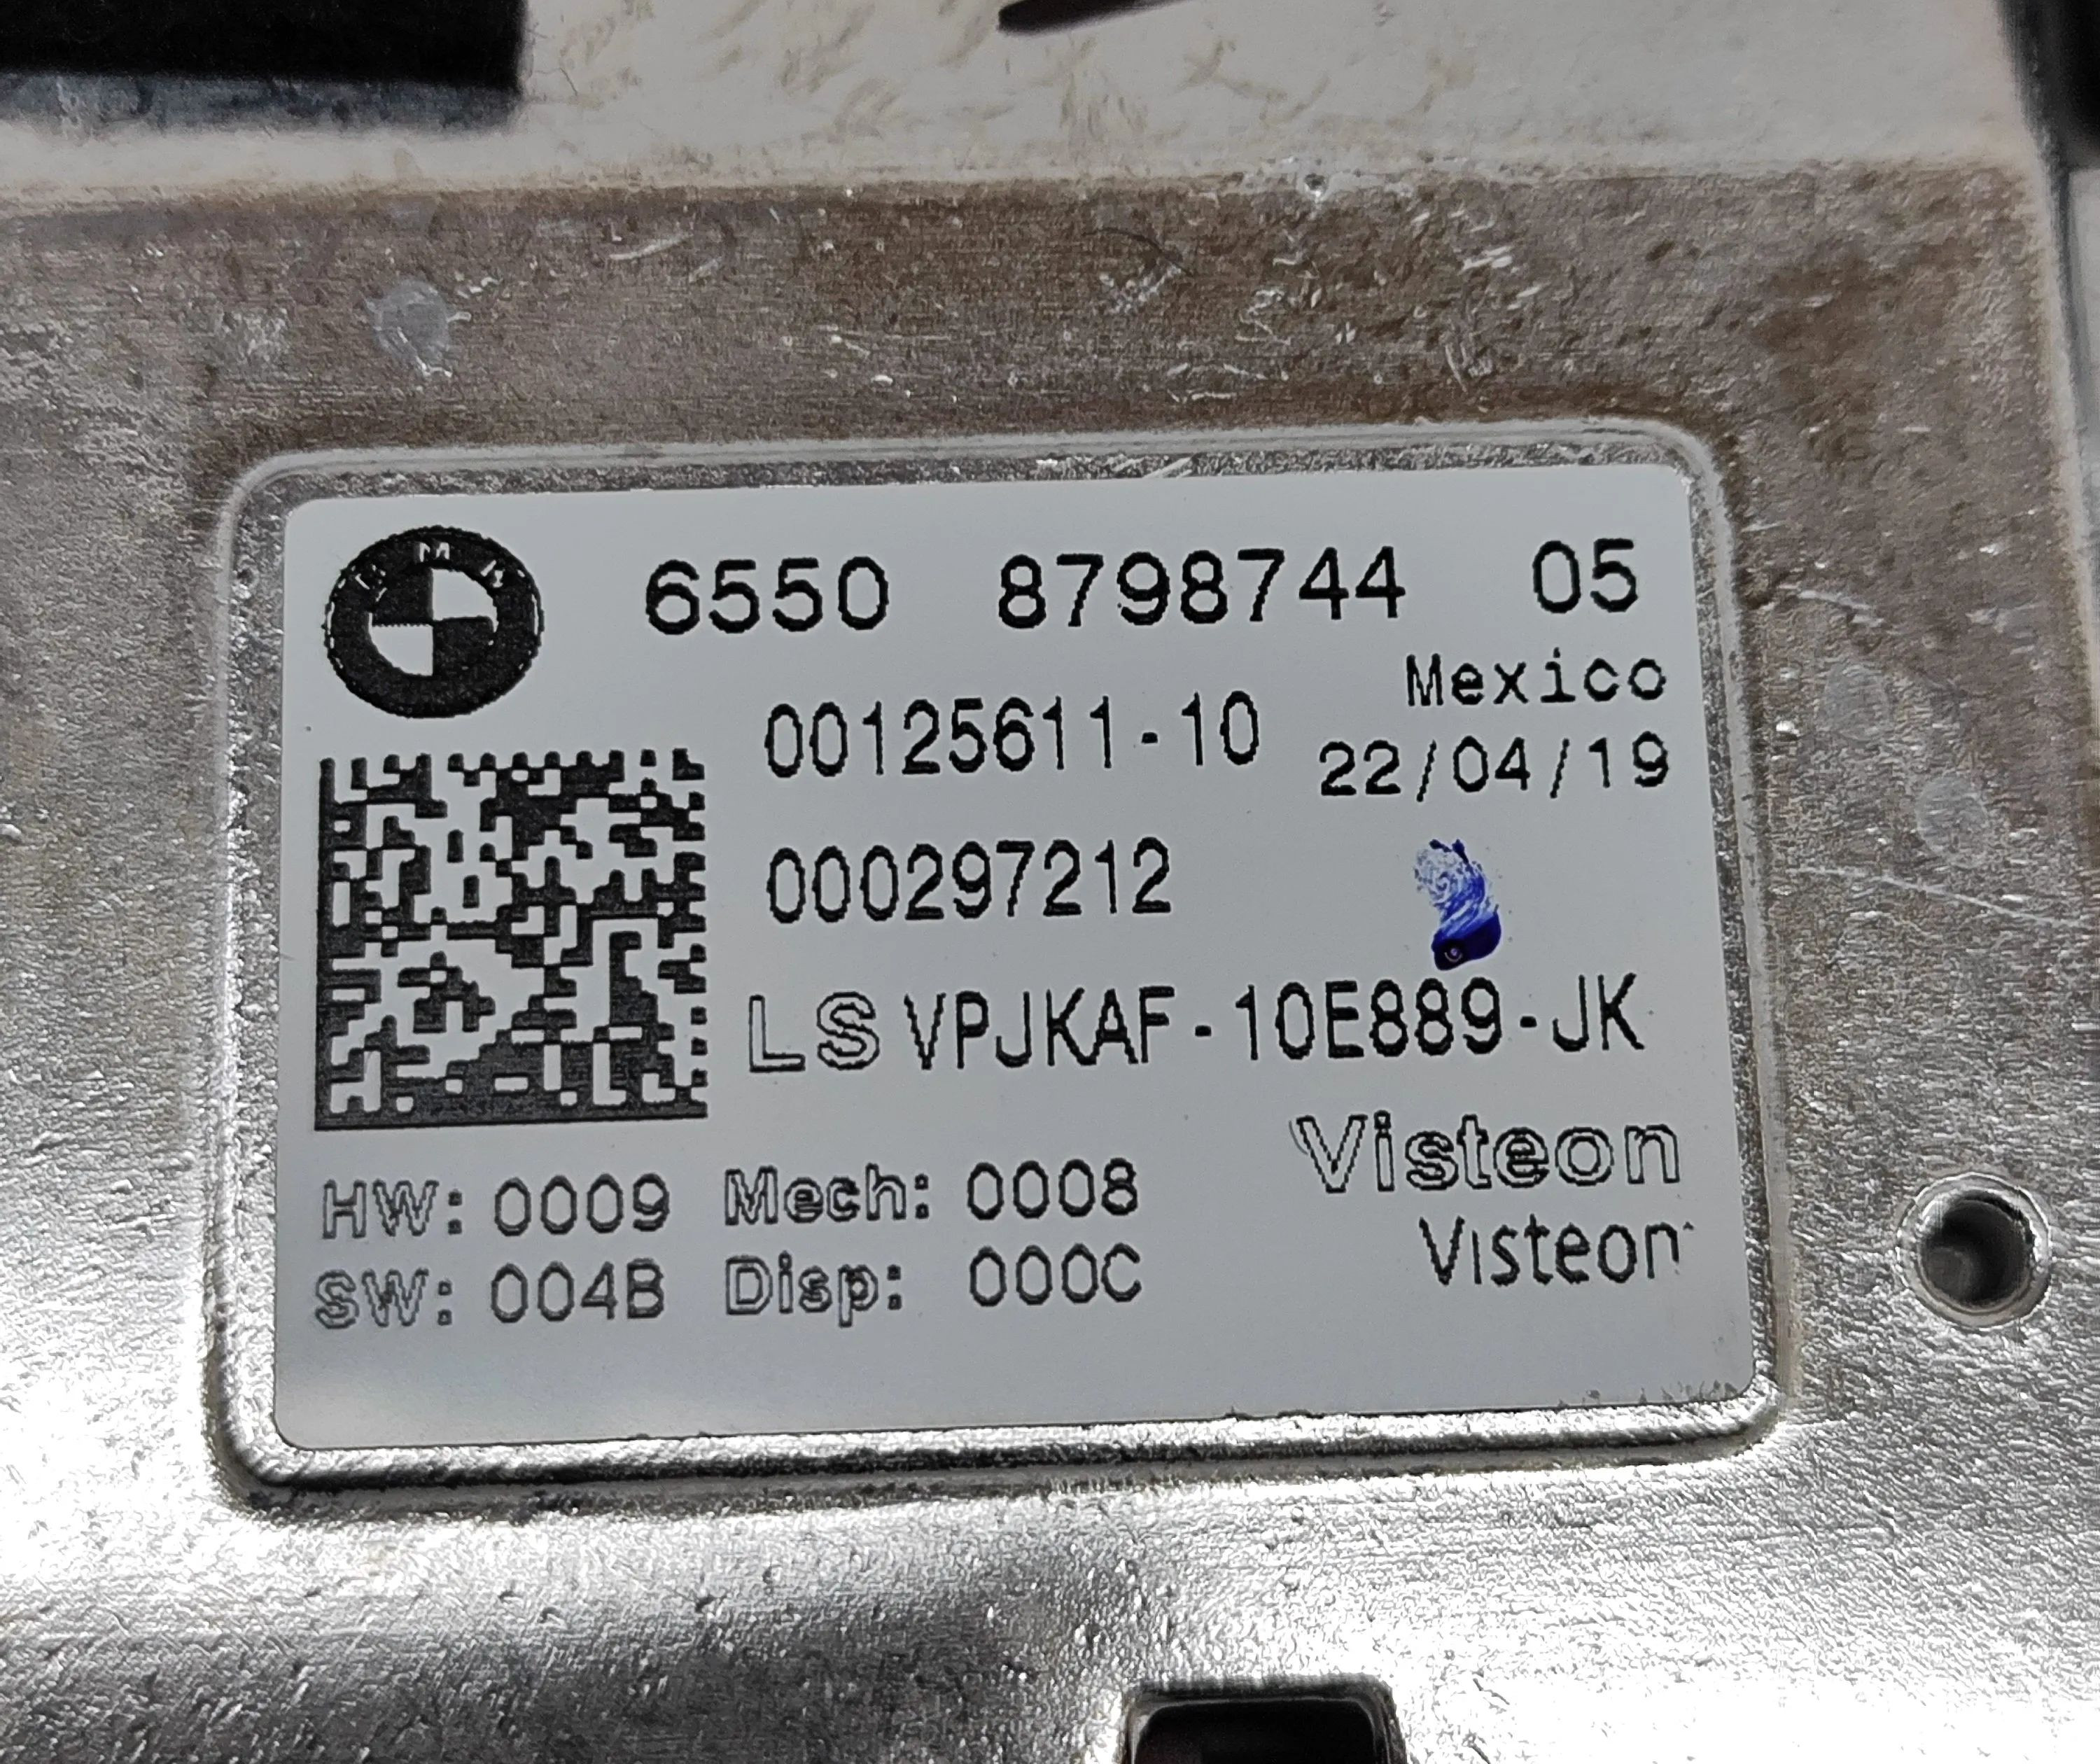 BMW
6550 8798744 05
Mexico
00125611-10
22/04/19
000297212
LS VPJKAF-10E889-JK
Visteon
HW: 0009 Mech: 0008
Visteon
SW: 004B Disp: 000C